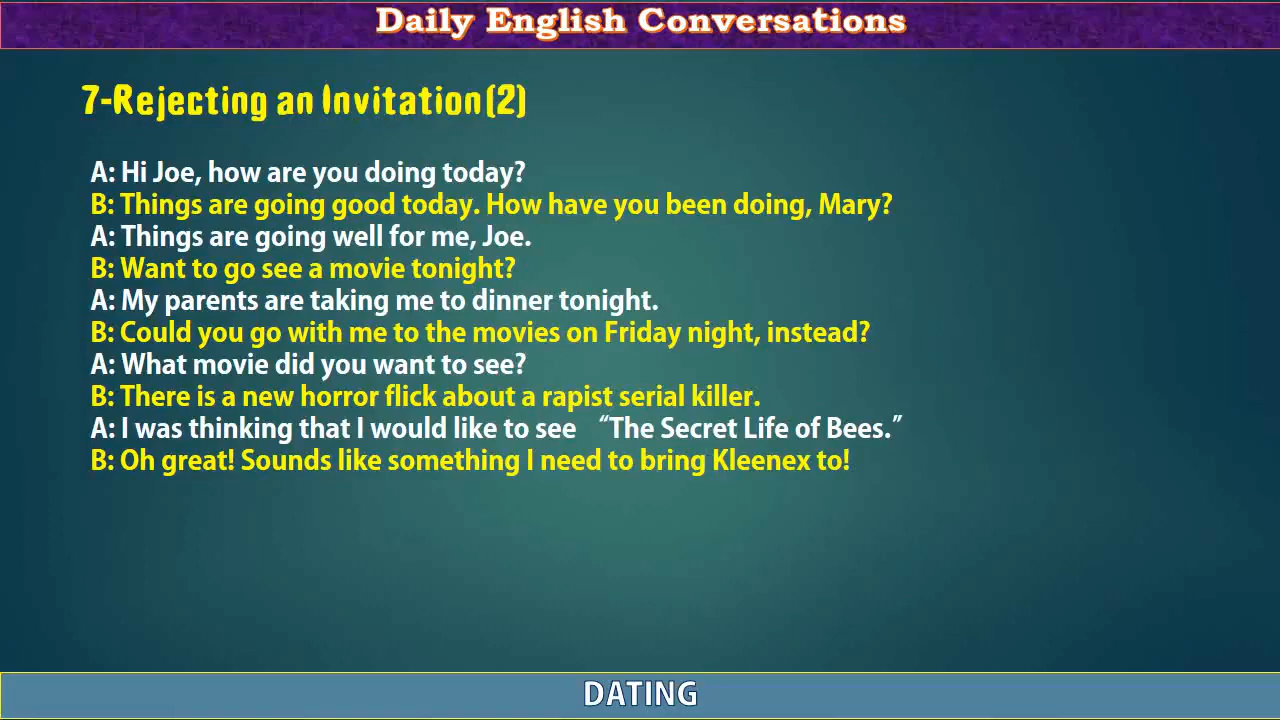 Daily English Conversations
7-Rejecting an Invitation(2)
A: Hi Joe, how are you doing today?
B: Things are going good today. How have you been doing, Mary?
A: Things are going well for me, Joe.
B: Want to go see a movie tonight?
A: My parents are taking me to dinner tonight.
B: Could you go with me to the movies on Friday night, instead?
A: What movie did you want to see?
B: There is a new horror flick about a rapist serial killer.
A: I was thinking that I would like to see “The Secret Life of Bees.”
B: Oh great! Sounds like something I need to bring Kleenex to!
DATING